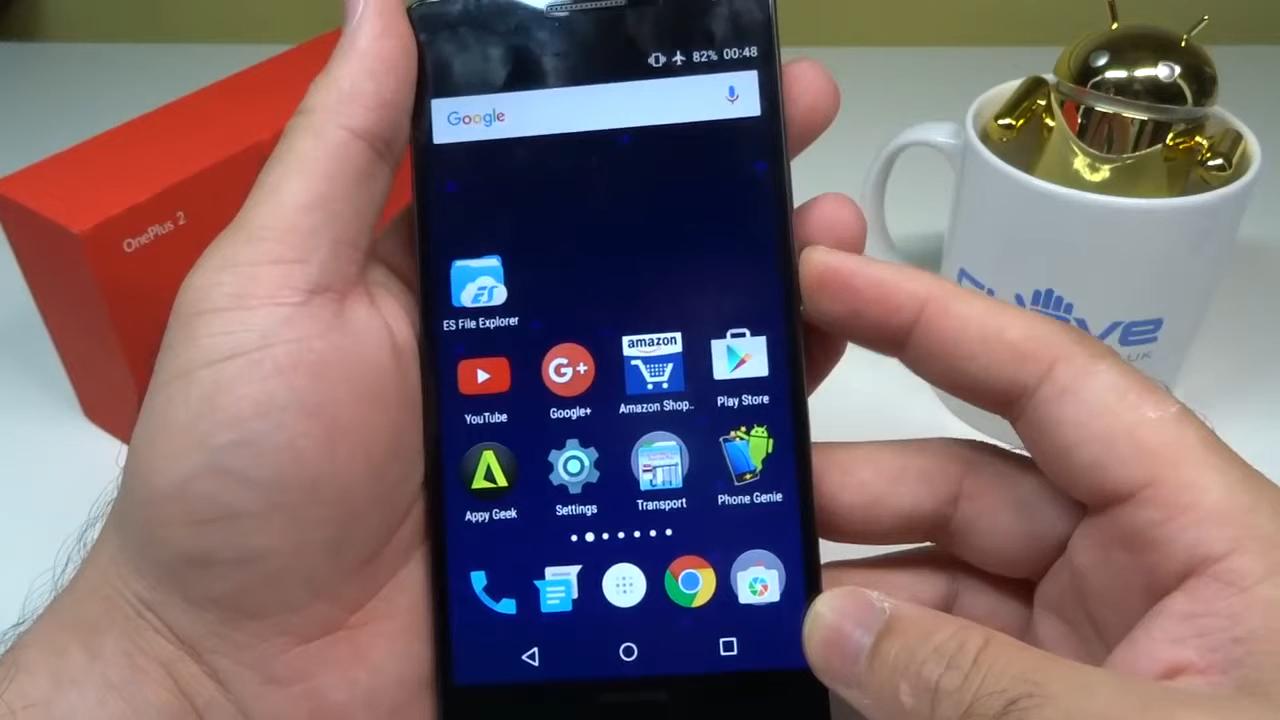 82% 00:48
Google
OnePlus 2
ES
ES File Explorer
amazon
G+
YouTube
Google+
Amazon Shop..
Play Store
Appy Geek
Settings
Transport
Phone Genie
UK